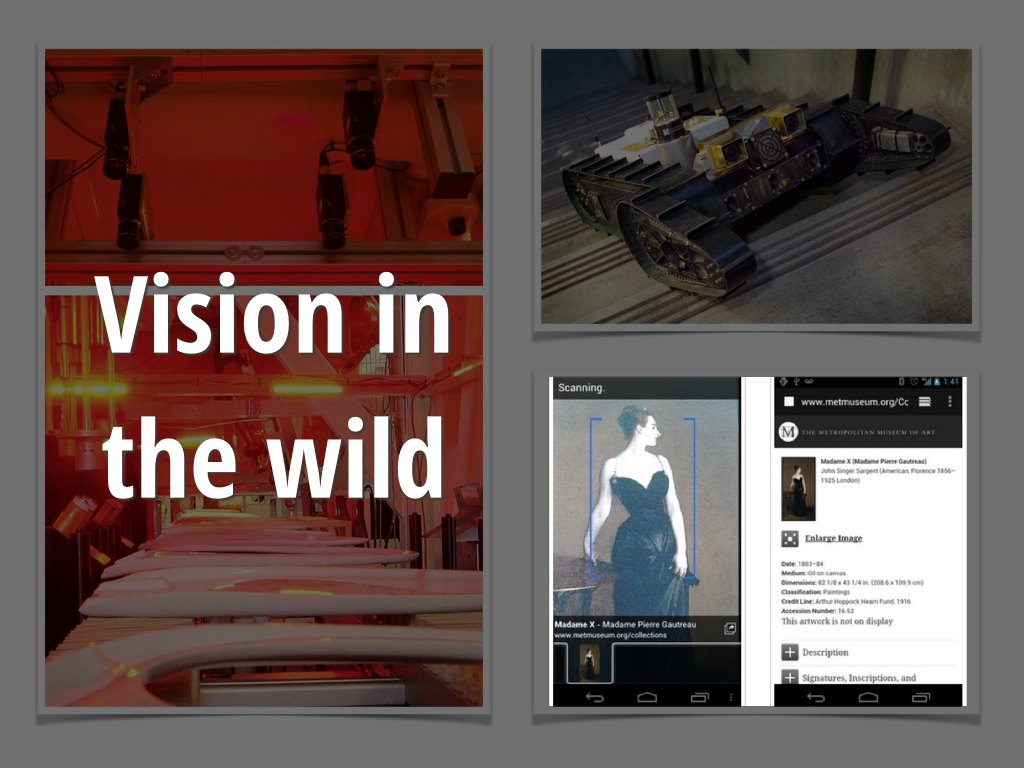 Vision in
the wild
Scanning.
Madame X - Madame Pierre Gautreau
www.metmuseum.org/collections
1:41
www.metmuseum.org/Cc
M THE METROPOLITAN MUSEUM OF ART
Madame X (Madame Pierre Gautreau)
John Singer Sargent (American, Florence 1856–
1925 London)
Enlarge Image
Date: 1883–84
Medium: Oil on canvas
Dimensions: 82 1/8 x 43 1/4 in. (208.6 x 109.9 cm)
Classification: Paintings
Credit Line: Arthur Hoppock Hearn Fund, 1916
Accession Number: 16.53
This artwork is not on display
Description
Signatures, Inscriptions, and